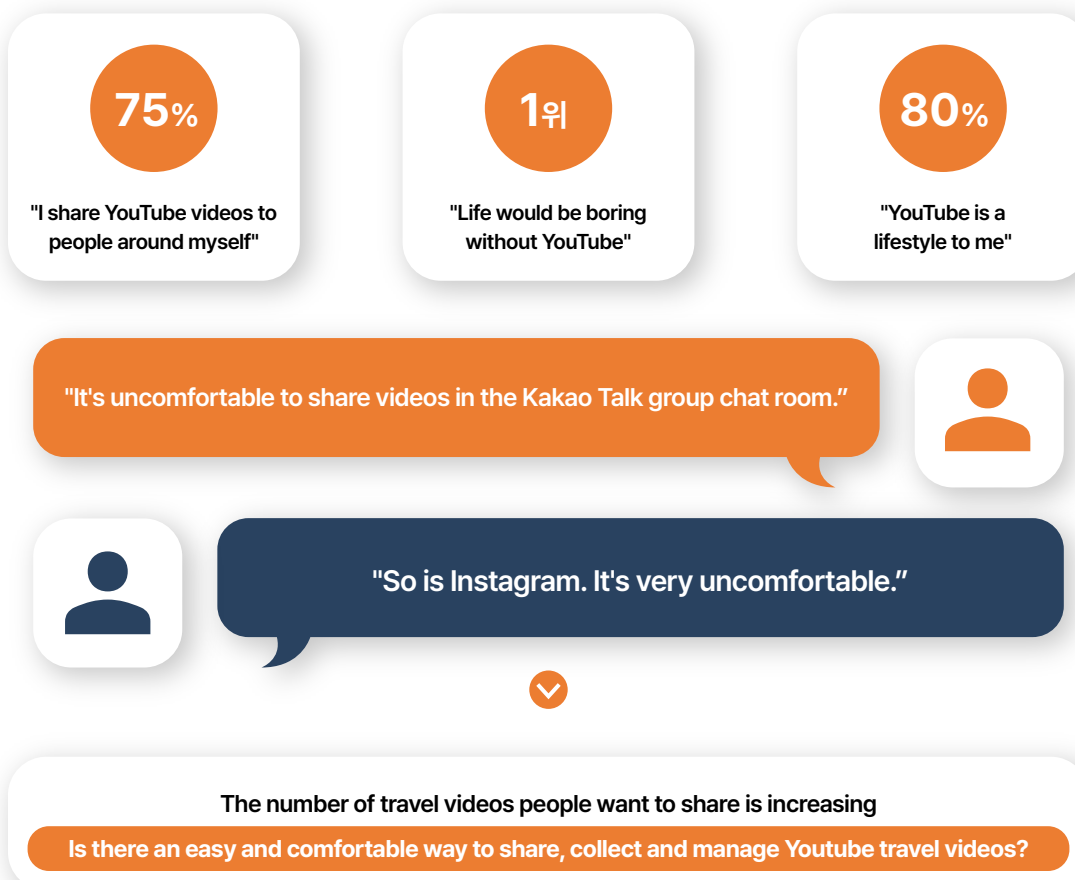 75%
"I share YouTube videos to
people around myself"
1위
"Life would be boring
without YouTube"
80%
"YouTube is a
lifestyle to me"
"It's uncomfortable to share videos in the Kakao Talk group chat room.”
"So is Instagram. It's very uncomfortable.”
The number of travel videos people want to share is increasing
Is there an easy and comfortable way to share, collect and manage Youtube travel videos?